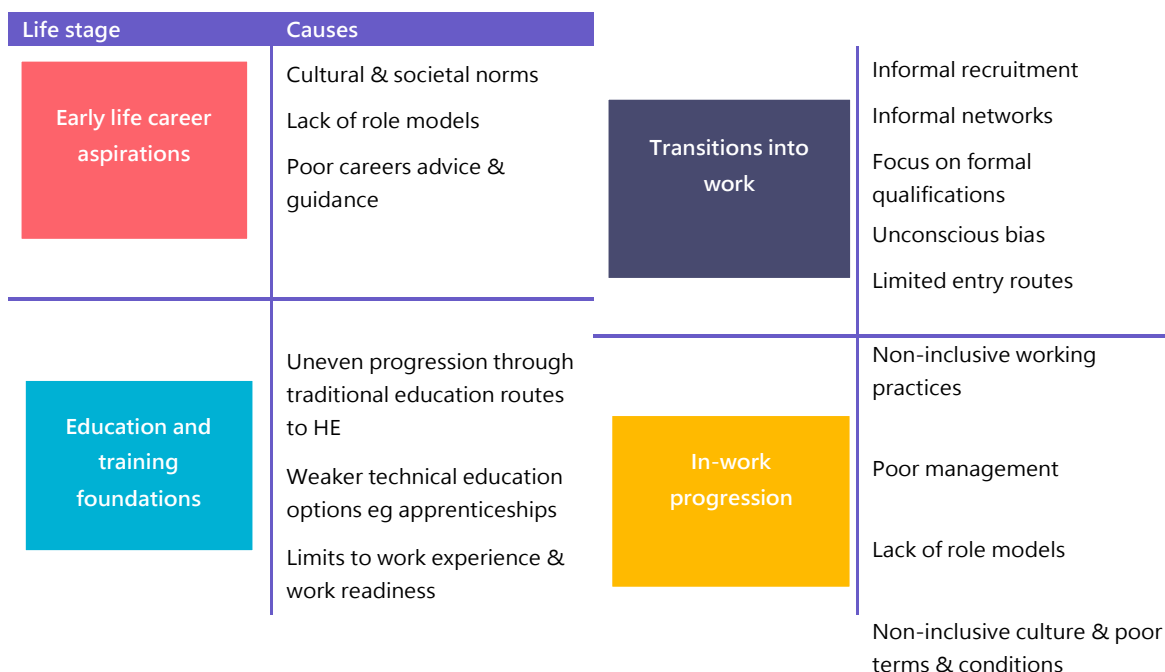 Life stage
Causes
Early life career
aspirations
Cultural & societal norms
Lack of role models
Poor careers advice &
guidance
Education and
training
foundations
Uneven progression through
traditional education routes
to HE
Weaker technical education
options eg apprenticeships
Limits to work experience &
work readiness
Transitions into
work
Informal recruitment
Informal networks
Focus on formal
qualifications
Unconscious bias
Limited entry routes
In-work
progression
Non-inclusive working
practices
Poor management
Lack of role models
Non-inclusive culture & poor
terms & conditions